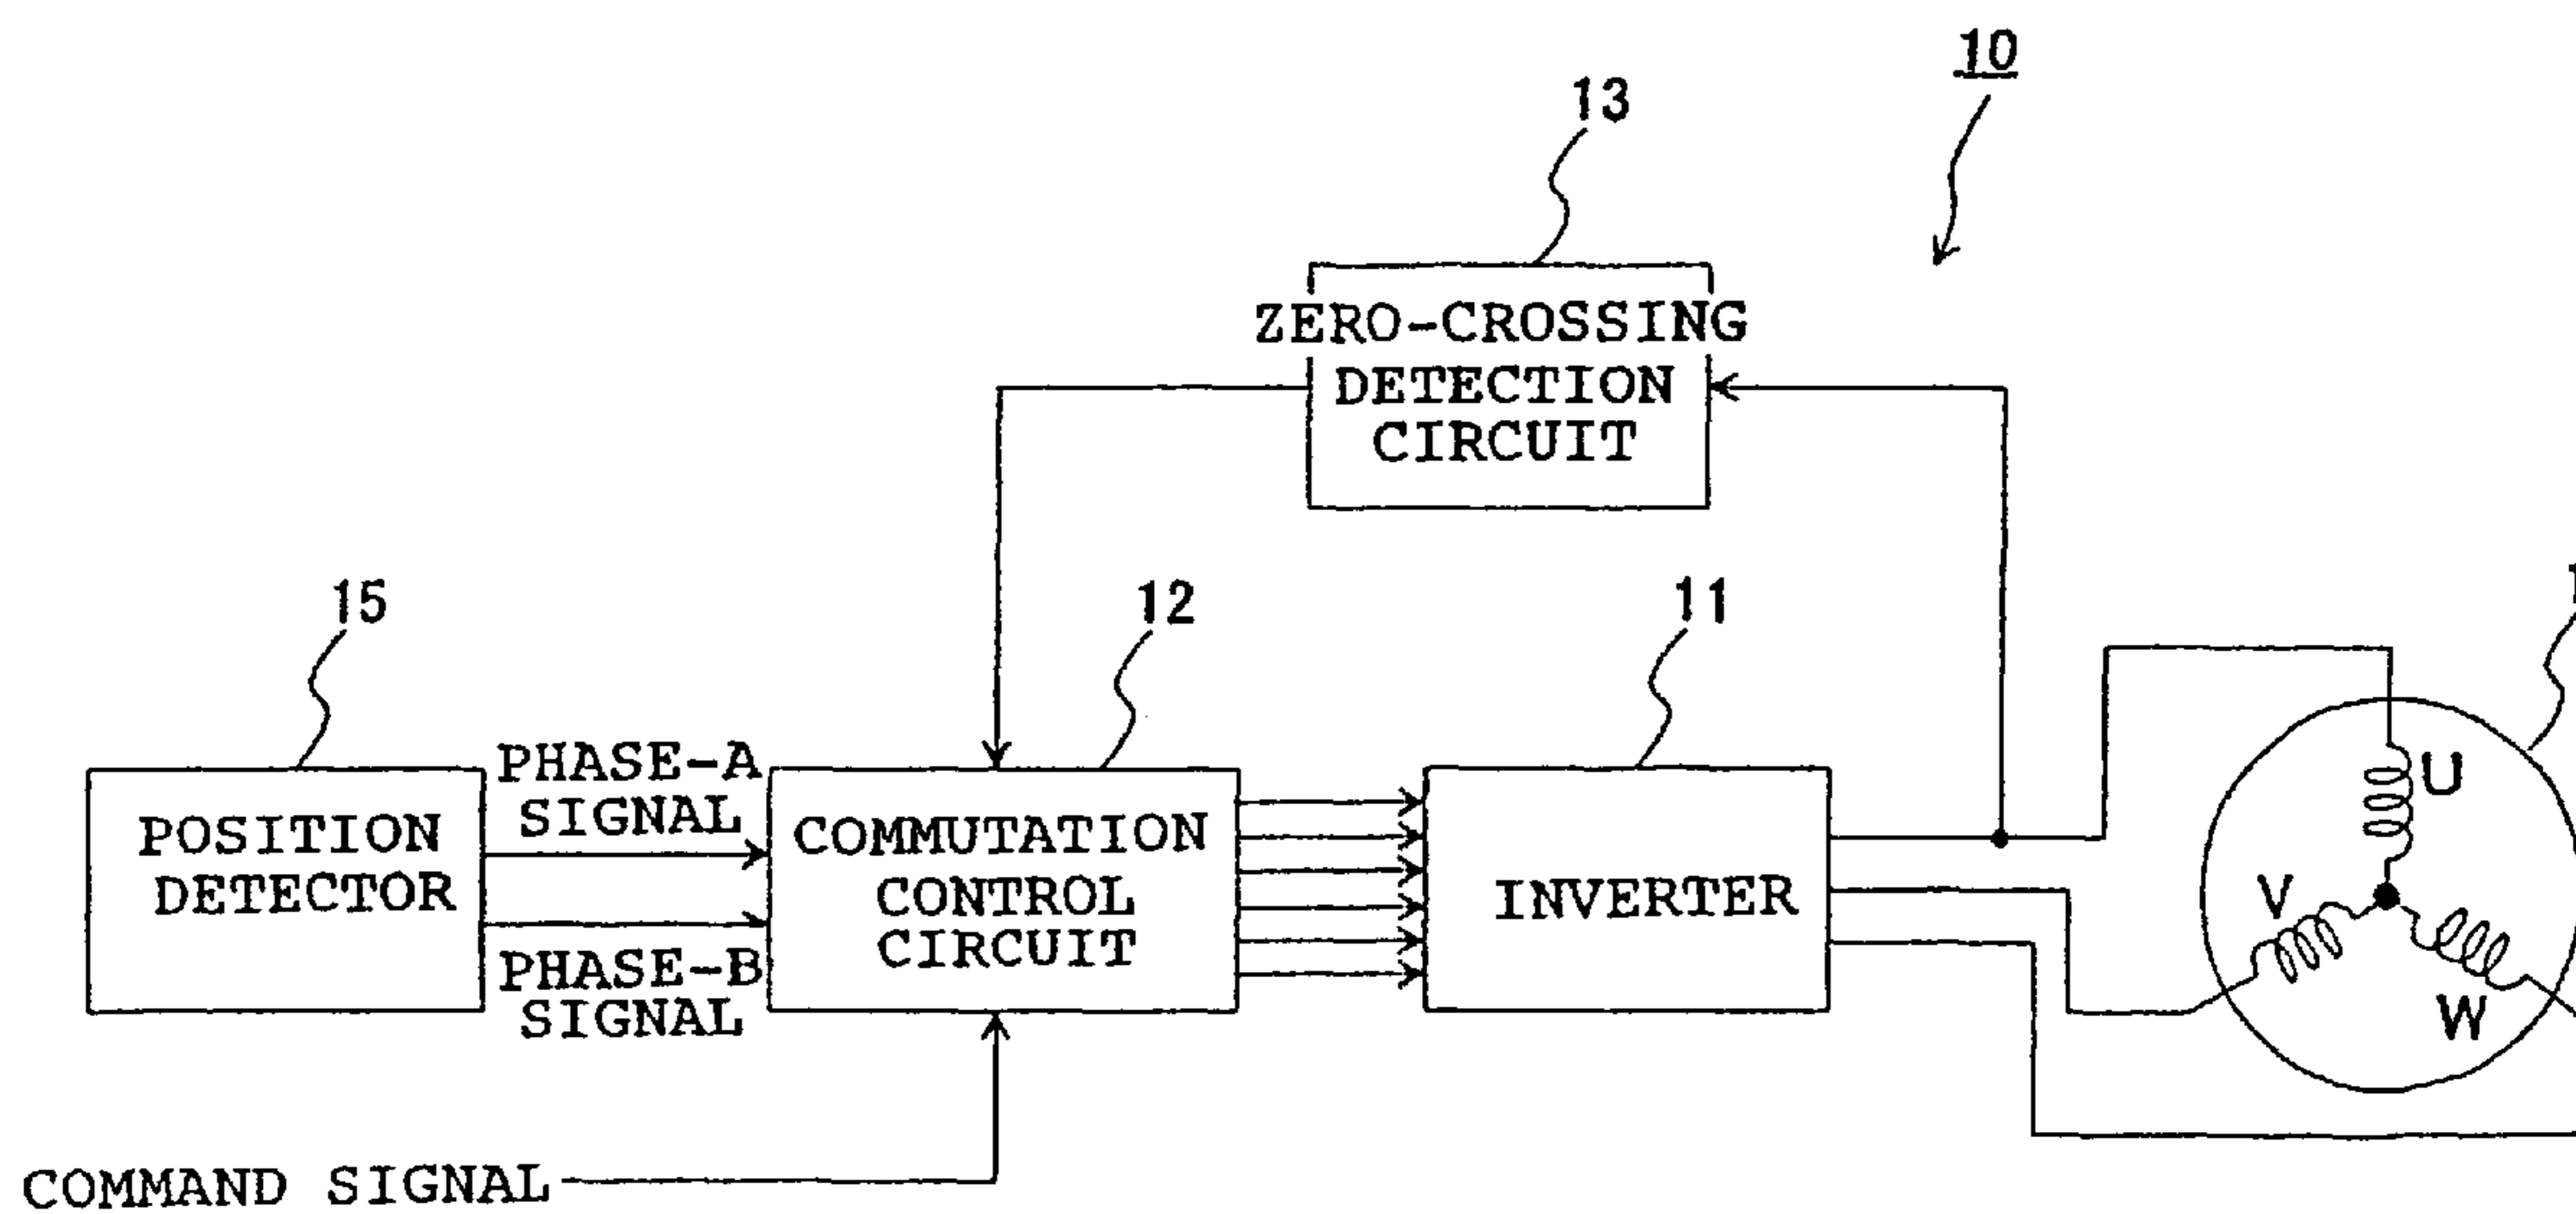 10
13
ZERO-CROSSING
DETECTION
CIRCUIT
15
12
11
PHASE-A
SIGNAL
POSITION
DETECTOR
PHASE-B
SIGNAL
COMMUTATION
CONTROL
CIRCUIT
INVERTER
U
V
W
COMMAND SIGNAL